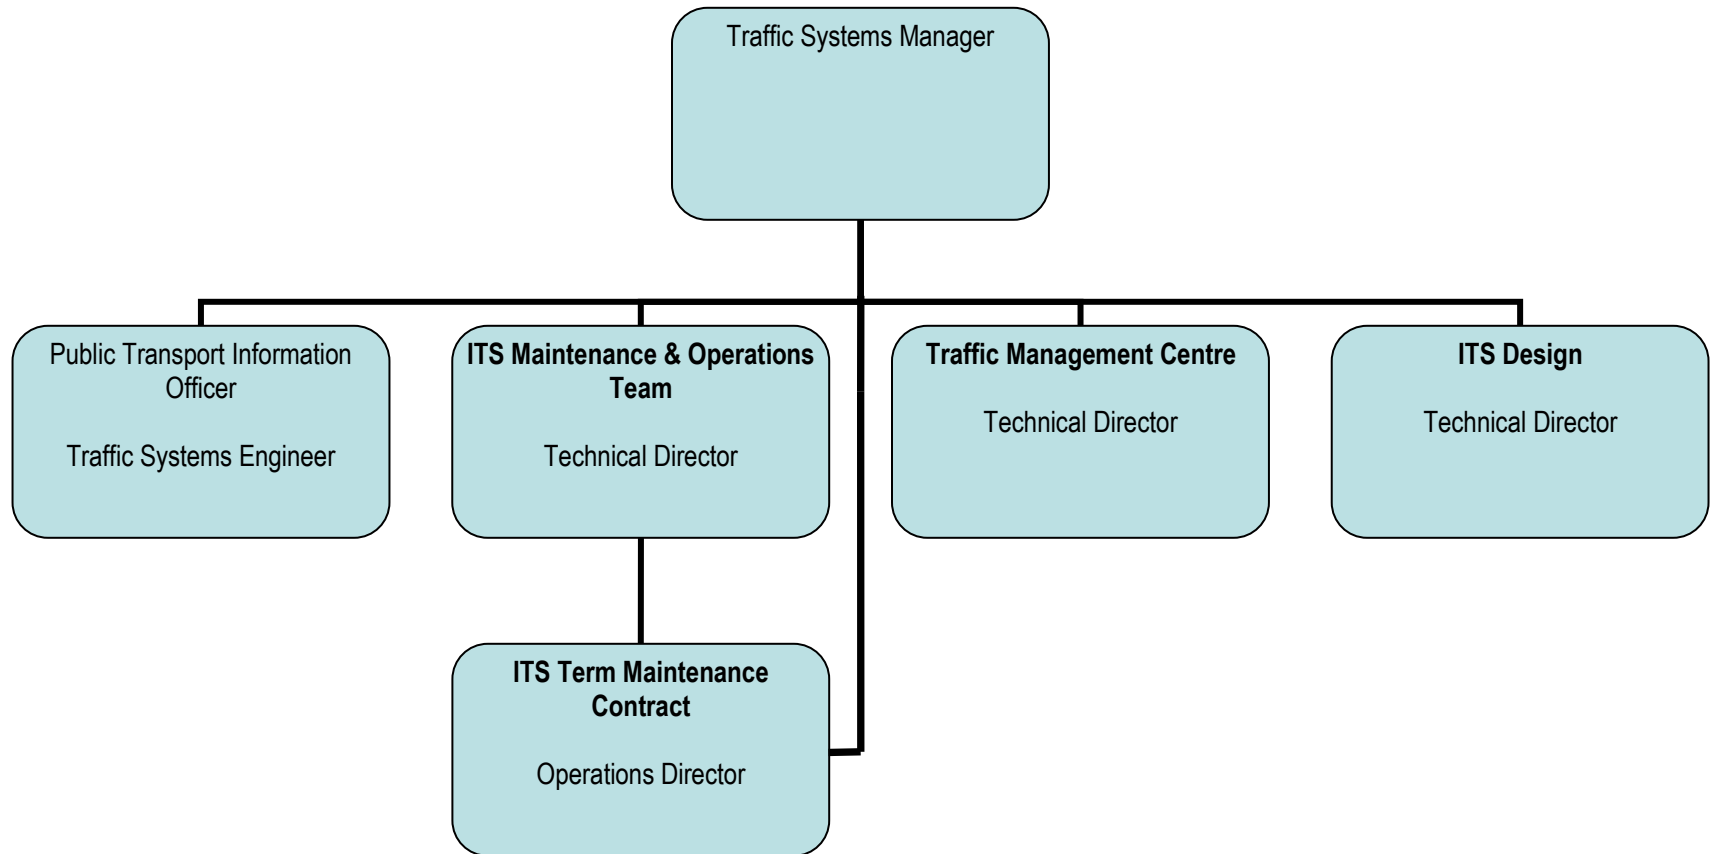 Traffic Systems Manager
Public Transport Information
Officer
Traffic Systems Engineer
ITS Maintenance & Operations
Team
Technical Director
Traffic Management Centre
Technical Director
ITS Design
Technical Director
ITS Term Maintenance
Contract
Operations Director